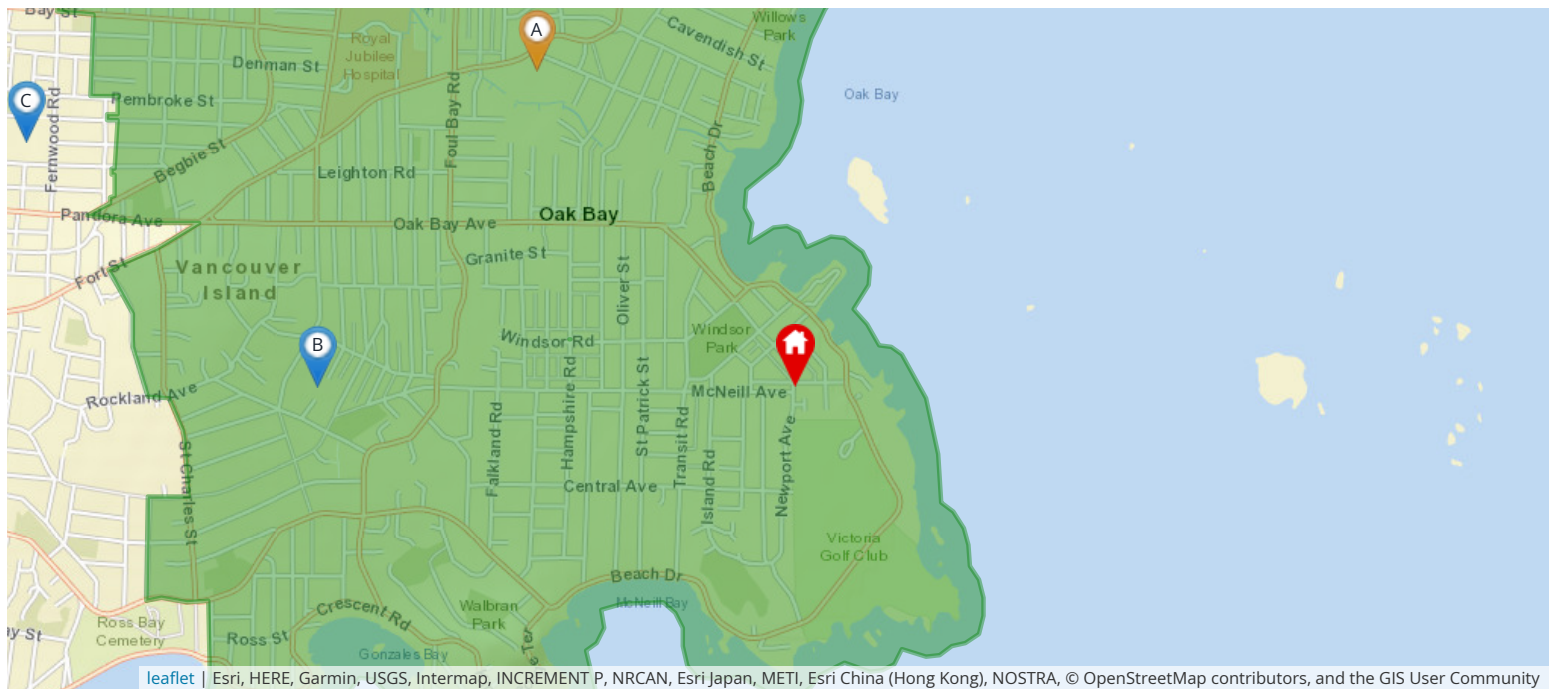 Bay St
Willows
Park
A
Cavendish St
Royal
Jubilee
Hospital
Denman St
C
Pembroke St
Fernwood Rd
Foul Bay Rd
Oak Bay
Beach Dr
Begbie St
Leighton Rd
Pandora Ave
Oak Bay Ave
Oak Bay
Granite St
Fort St
Vancouver
Island
Oliver St
B
Windsor Rd
Windsor
Park
Rockland Ave
McNeill Ave
Hampshire Rd
St Patrick St
Falkland Rd
Transit Rd
Newport Ave
Island Rd
St Charles St
Central Ave
Victoria
Golf Club
Beach Dr
McNeill Bay
Walbran
Park
Crescent Rd
Ross Bay
Cemetery
Ross St
ay St
Gonzales Bay
e Ter
leaflet | Esri, HERE, Garmin, USGS, Intermap, INCREMENT P, NRCAN, Esri Japan, METI, Esri China (Hong Kong), NOSTRA, © OpenStreetMap contributors, and the GIS User Community